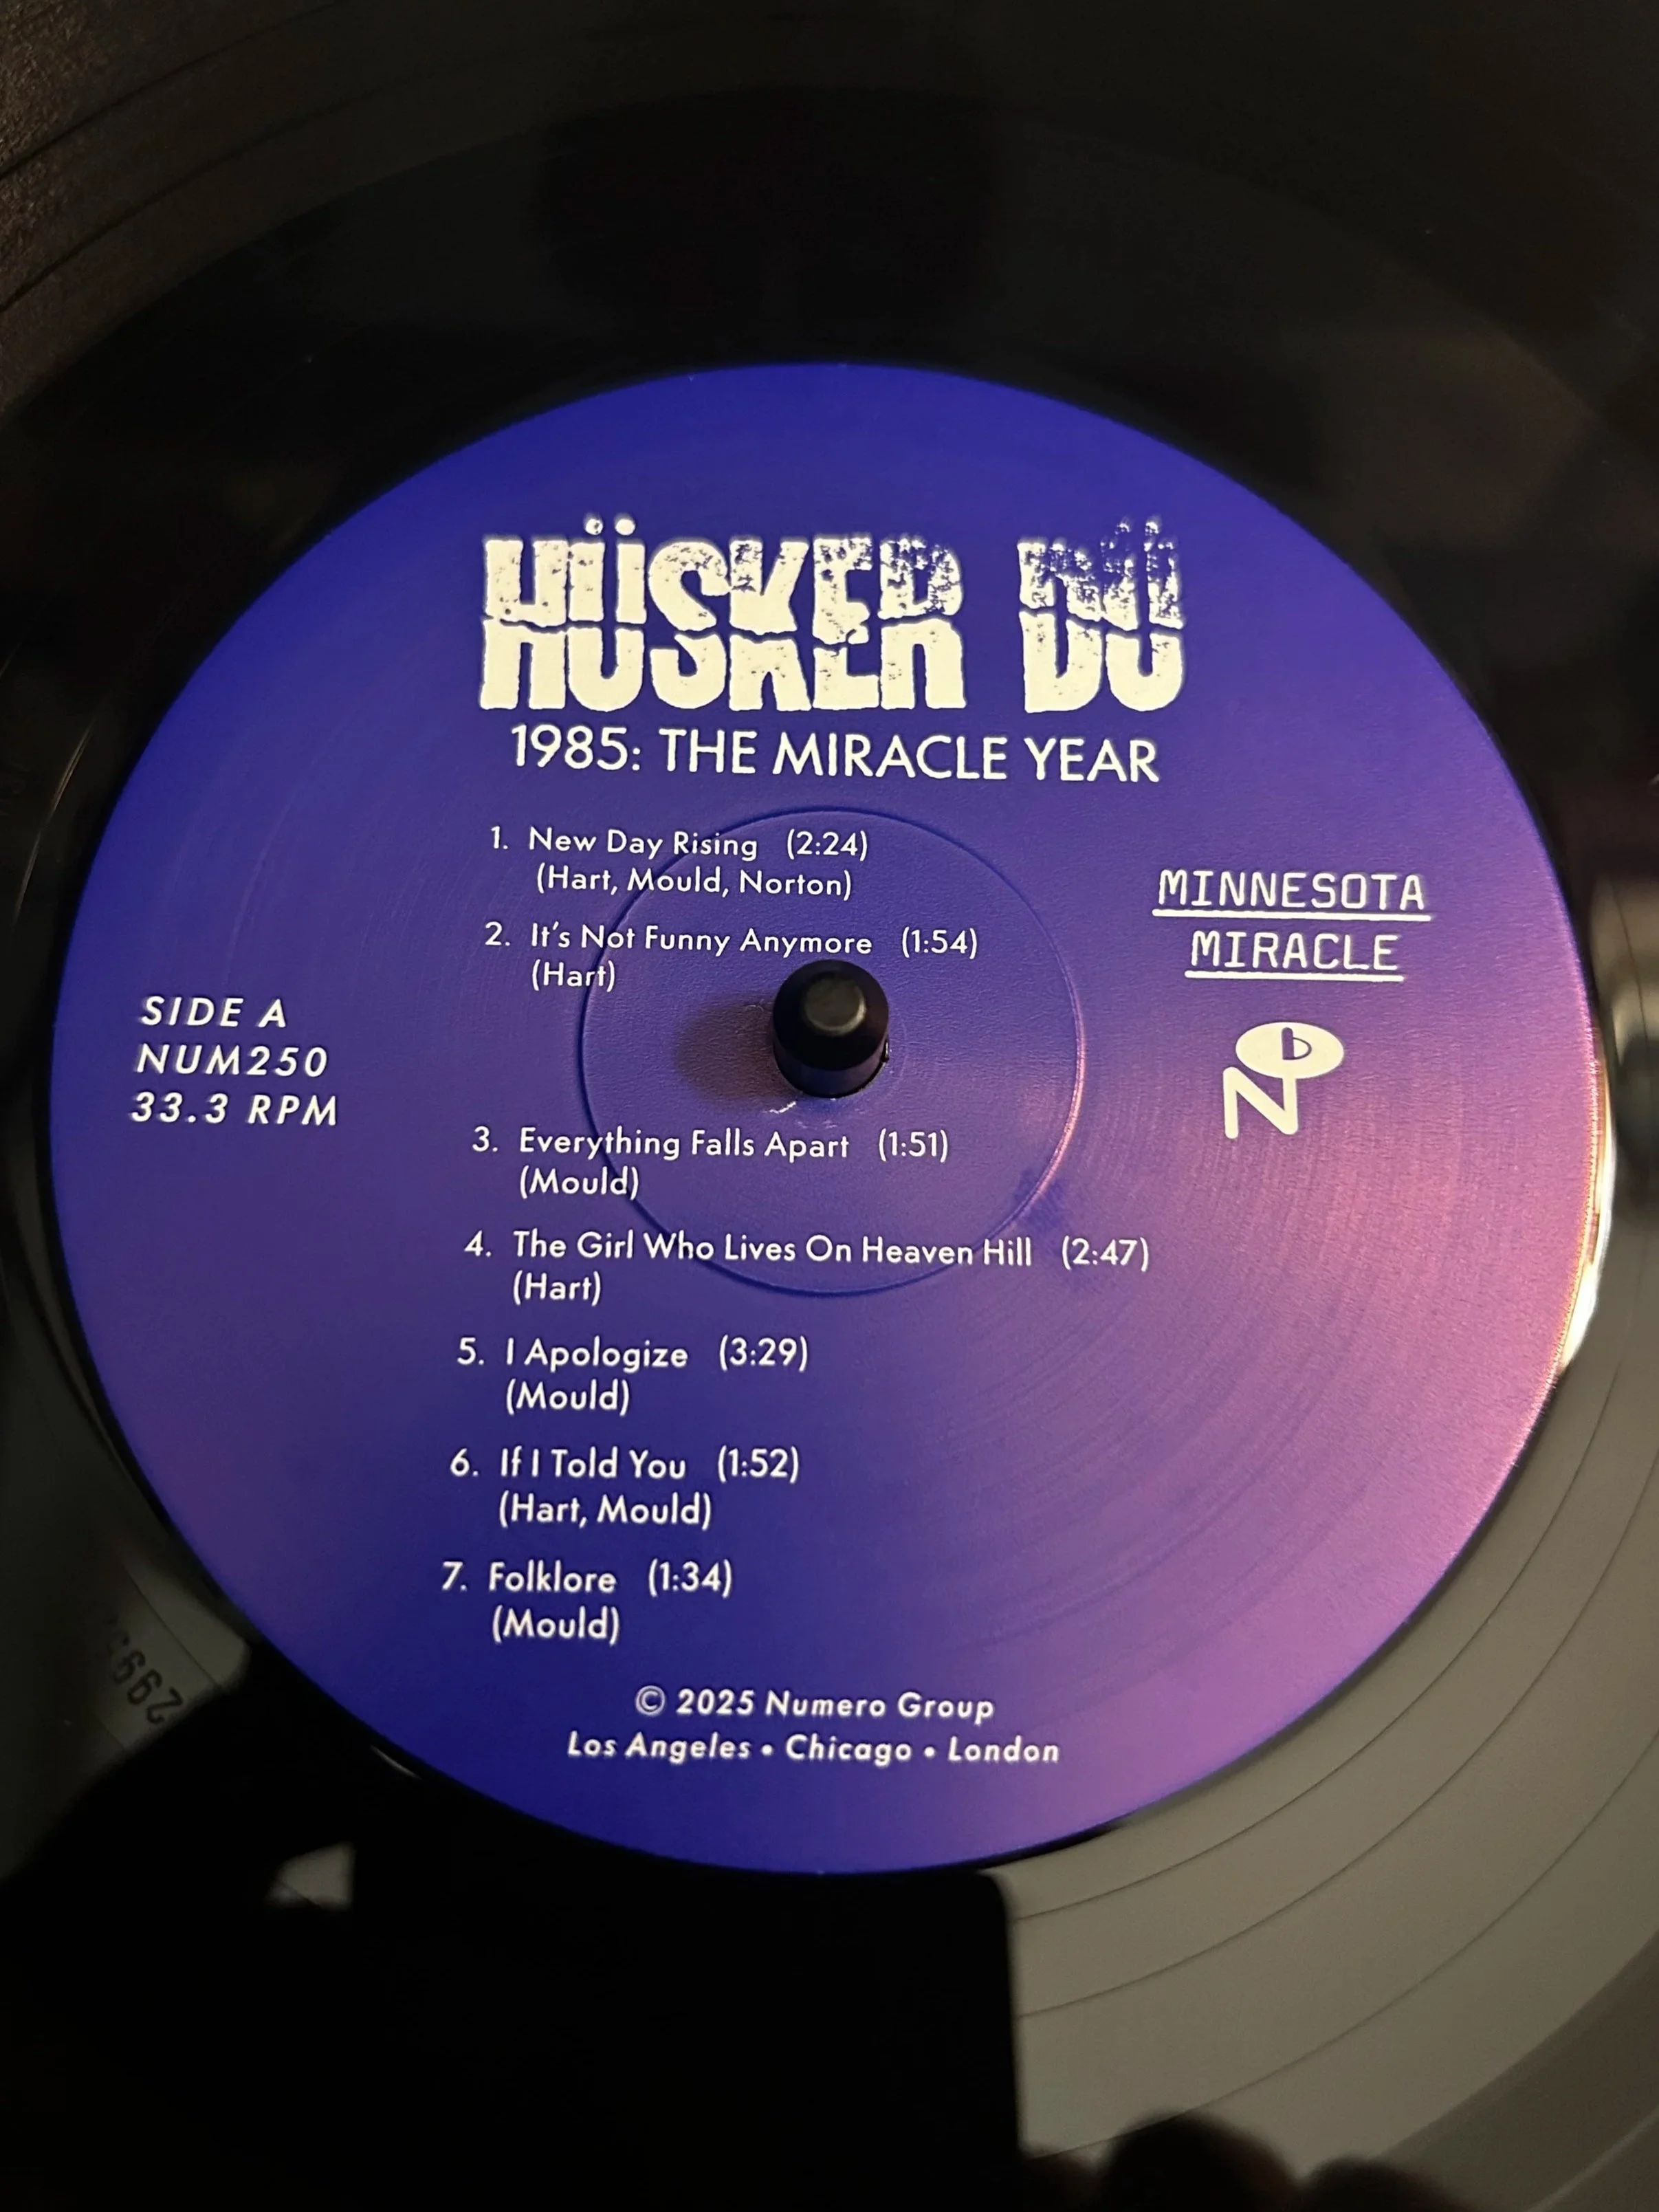 HÜSKER DÜ
1985: THE MIRACLE YEAR
1. New Day Rising (2:24)
(Hart, Mould, Norton)
2. It's Not Funny Anymore (1:54)
(Hart)
MINNESOTA
MIRACLE
SIDE A
NUM250
33.3 RPM
N
b
3. Everything Falls Apart (1:51)
(Mould)
4. The Girl Who Lives On Heaven Hill (2:47)
(Hart)
5. I Apologize (3:29)
(Mould)
6. If I Told You (1:52)
(Hart, Mould)
7. Folklore (1:34)
(Mould)
© 2025 Numero Group
Los Angeles • Chicago • London